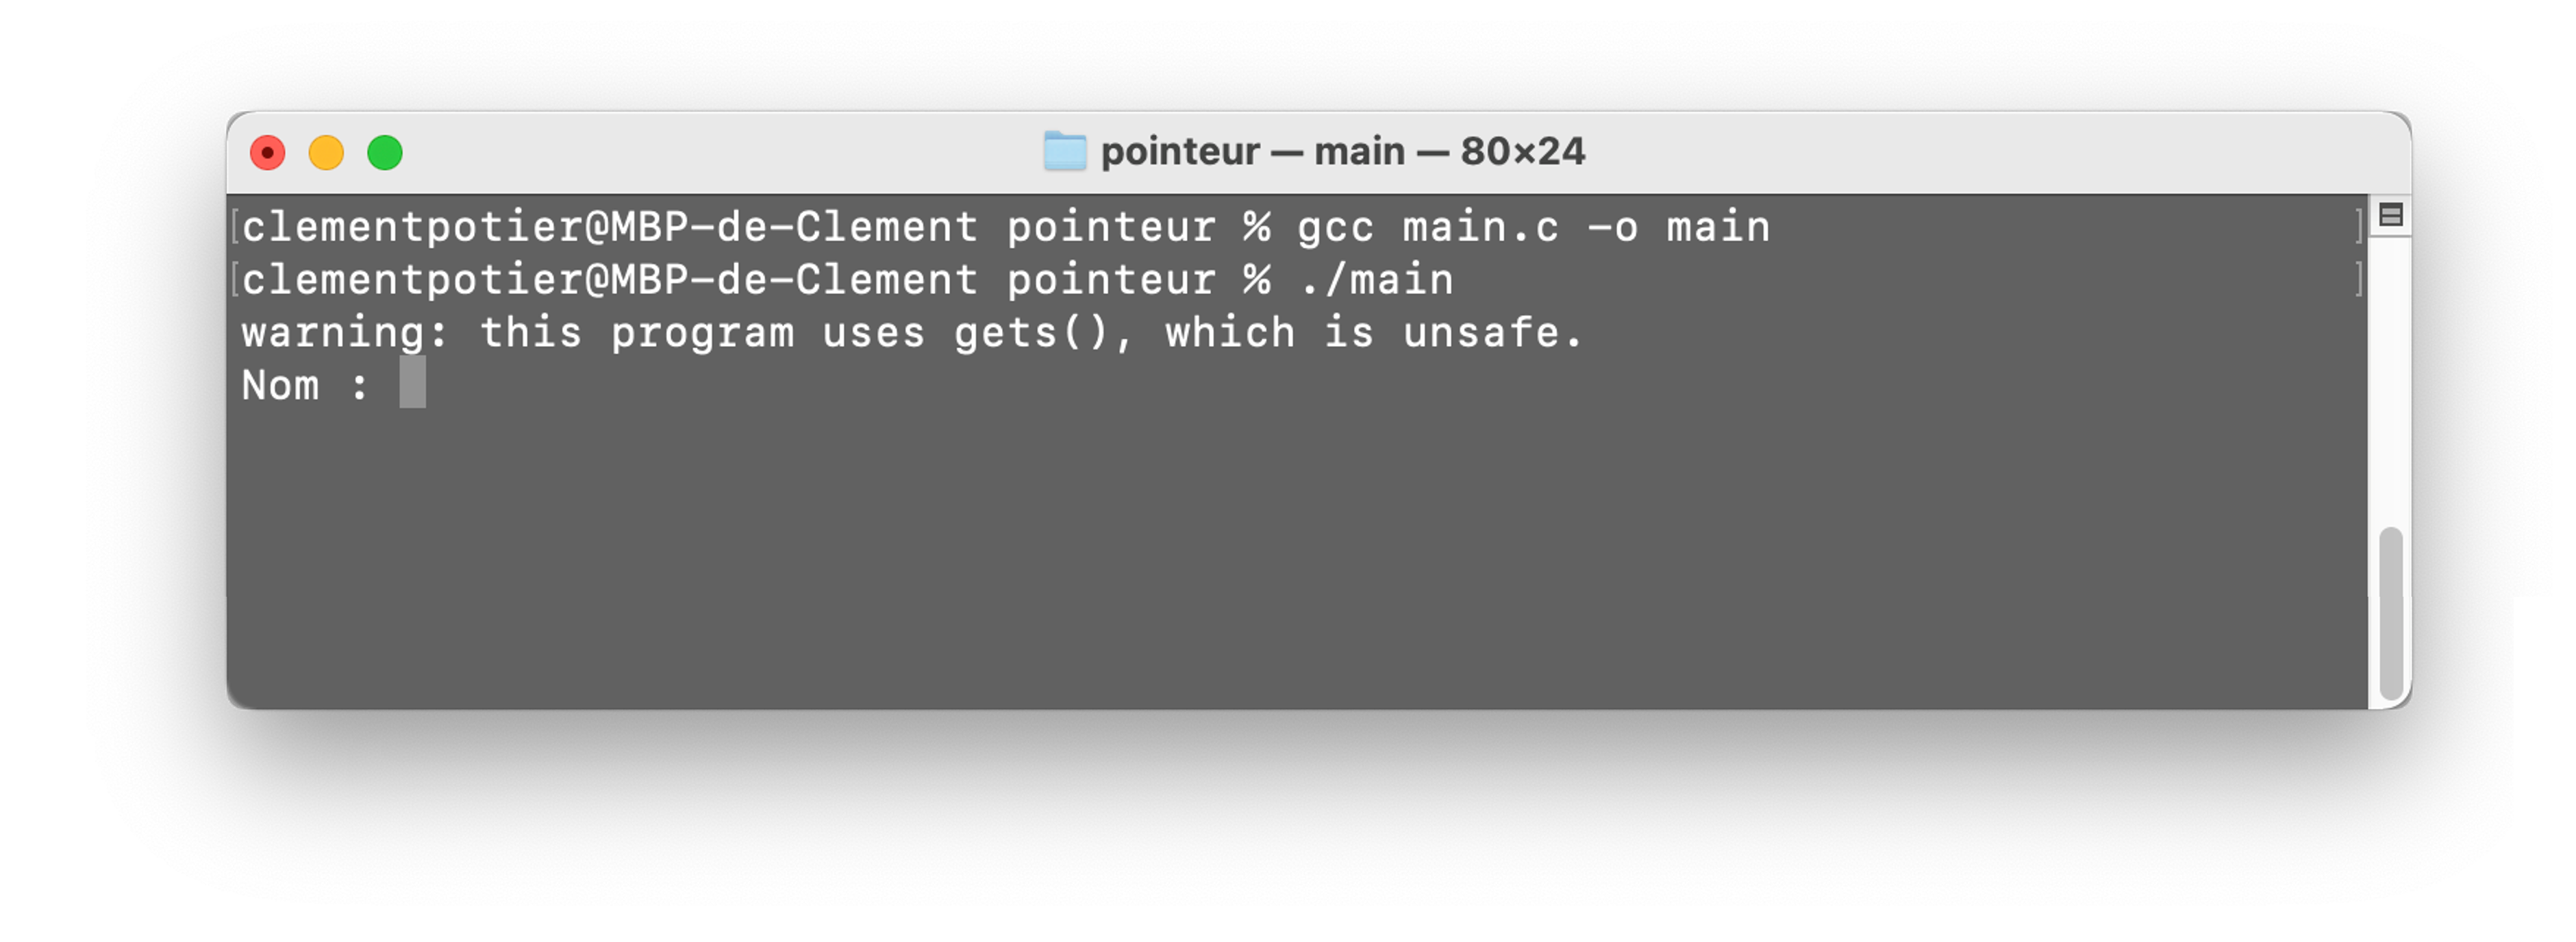 pointeur — main — 80×24
[clementpotier@MBP-de-Clement pointeur % gcc main.c -o main ]
[clementpotier@MBP-de-Clement pointeur % ./main ]
warning: this program uses gets(), which is unsafe.
Nom :